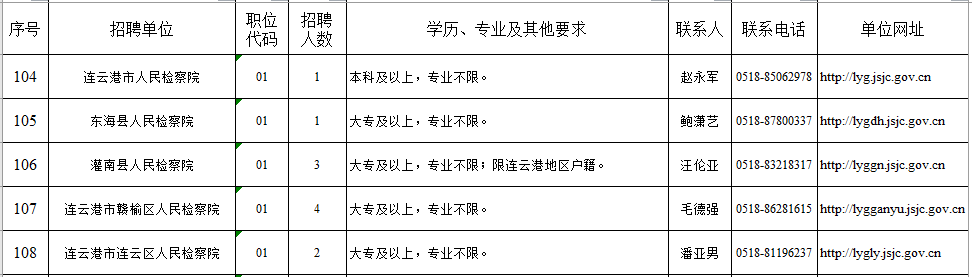 序号 招聘单位 职位代码 招聘人数 学历、专业及其他要求 联系人 联系电话 单位网址
104 连云港市人民检察院 01 1 本科及以上，专业不限。 赵永军 0518-85062978 http://lyg.jsjc.gov.cn
105 东海县人民检察院 01 1 大专及以上，专业不限。 鲍潇艺 0518-87800337 http://lygdh.jsjc.gov.cn
106 灌南县人民检察院 01 3 大专及以上，专业不限；限连云港地区户籍。 汪伦亚 0518-83218317 http://lyggn.jsjc.gov.cn
107 连云港市赣榆区人民检察院 01 4 大专及以上，专业不限。 毛德强 0518-86281615 http://lygganyu.jsjc.gov.cn
108 连云港市连云区人民检察院 01 2 大专及以上，专业不限。 潘亚男 0518-81196237 http://lygly.jsjc.gov.cn